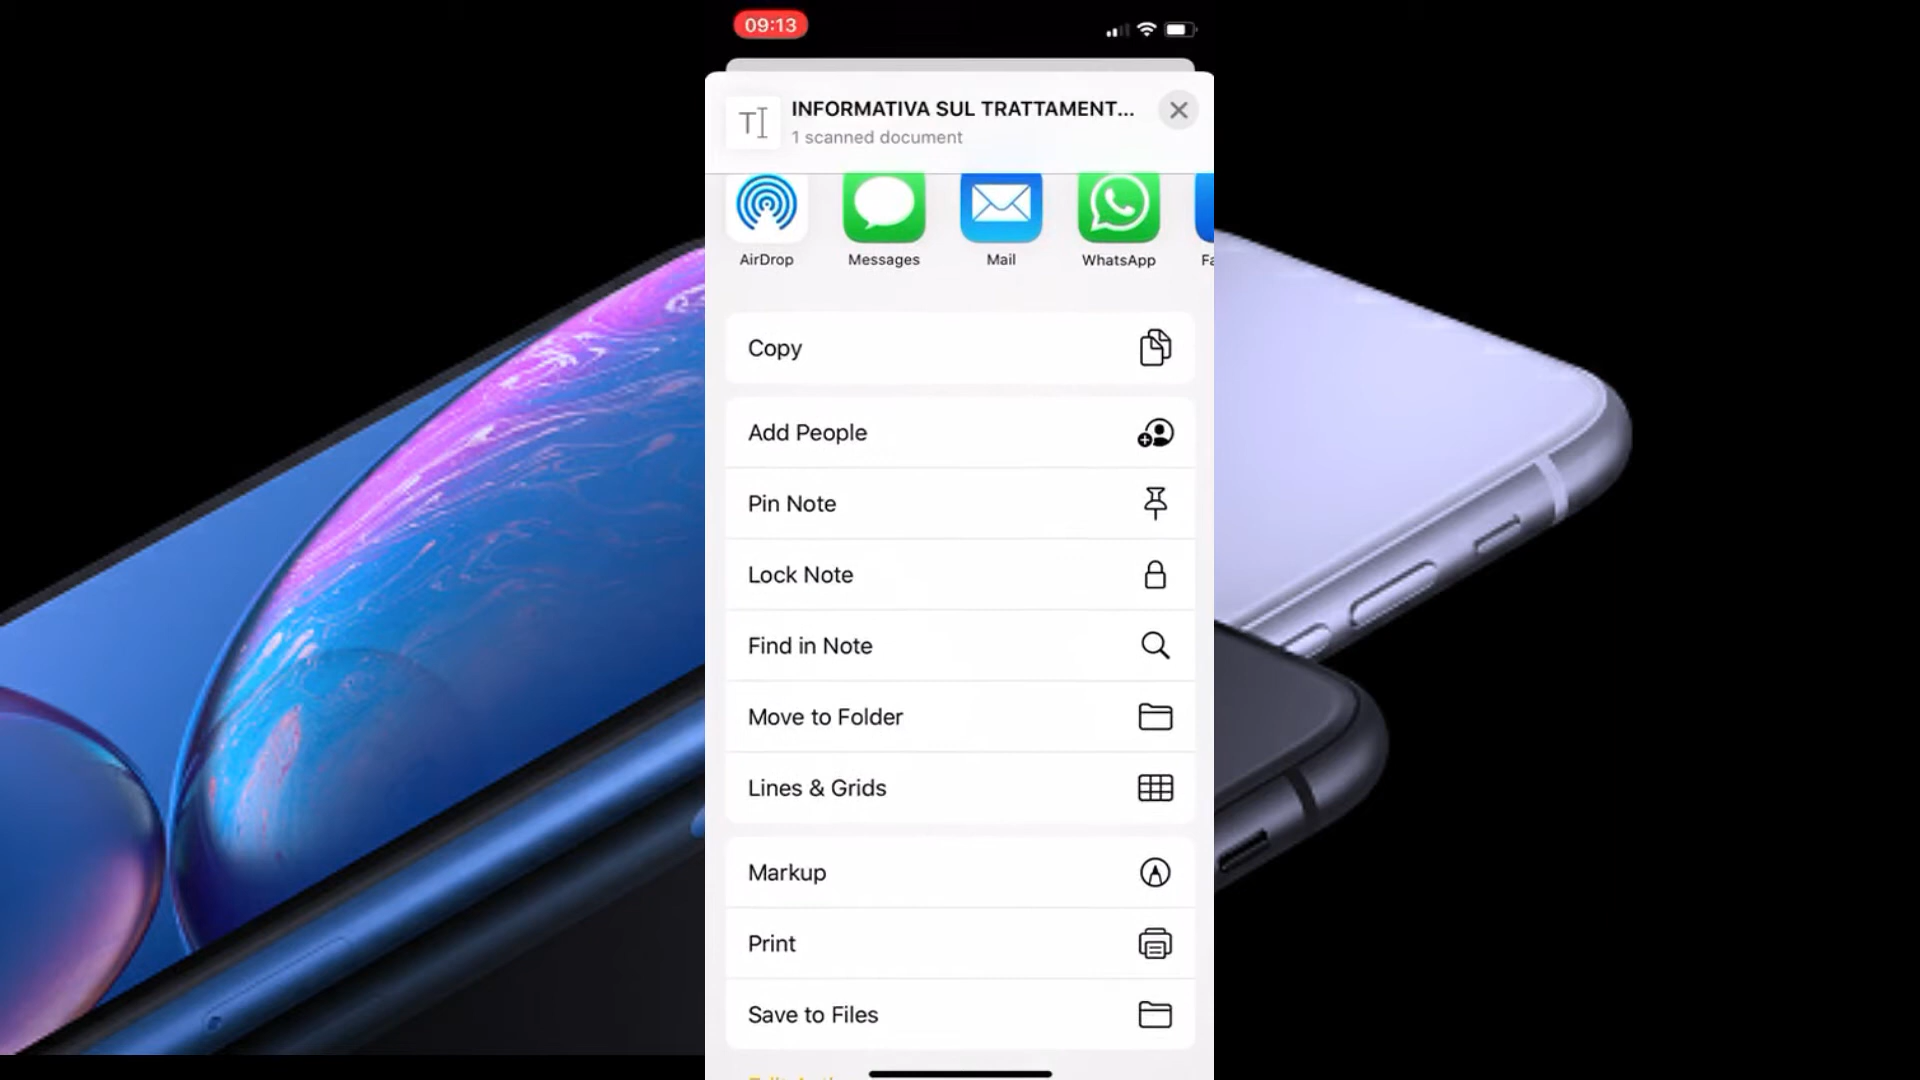 09:13
INFORMATIVA SUL TRATTAMENT...
1 scanned document
AirDrop
Messages
Mail
WhatsApp
Copy
Add People
Pin Note
Lock Note
Find in Note
Move to Folder
Lines & Grids
Markup
Print
Save to Files